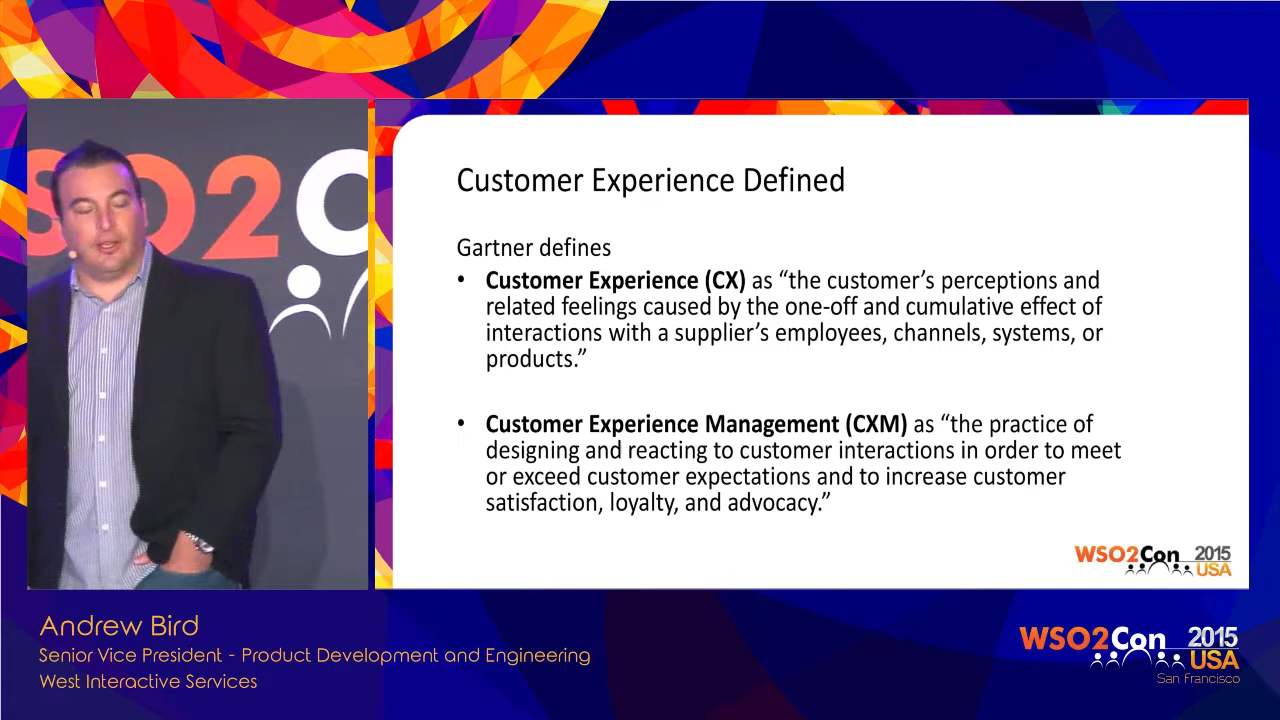 SO2C
Customer Experience Defined
Gartner defines
• Customer Experience (CX) as “the customer’s perceptions and
related feelings caused by the one-off and cumulative effect of
interactions with a supplier’s employees, channels, systems, or
products.”
• Customer Experience Management (CXM) as “the practice of
designing and reacting to customer interactions in order to meet
or exceed customer expectations and to increase customer
satisfaction, loyalty, and advocacy.”
WSO2Con 2015
USA
Andrew Bird
Senior Vice President - Product Development and Engineering
West Interactive Services
WSO2Con 2015
USA
San Francisco